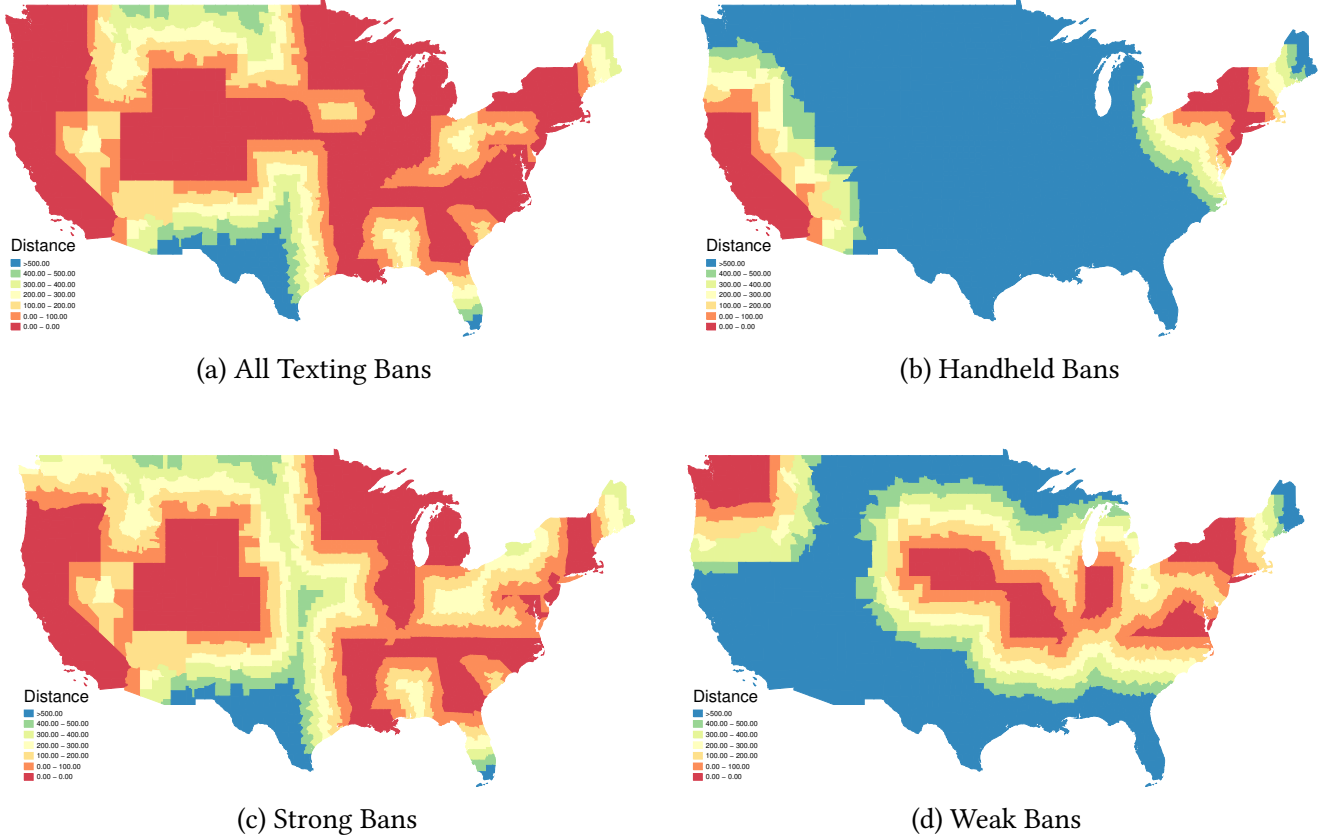 Distance
>500.00
400.00 – 500.00
300.00 – 400.00
200.00 – 300.00
100.00 – 200.00
0.00 – 100.00
0.00 – 0.00
(a) All Texting Bans
Distance
>500.00
400.00 – 500.00
300.00 – 400.00
200.00 – 300.00
100.00 – 200.00
0.00 – 100.00
0.00 – 0.00
(b) Handheld Bans
Distance
>500.00
400.00 – 500.00
300.00 – 400.00
200.00 – 300.00
100.00 – 200.00
0.00 – 100.00
0.00 – 0.00
(c) Strong Bans
Distance
>500.00
400.00 – 500.00
300.00 – 400.00
200.00 – 300.00
100.00 – 200.00
0.00 – 100.00
0.00 – 0.00
(d) Weak Bans